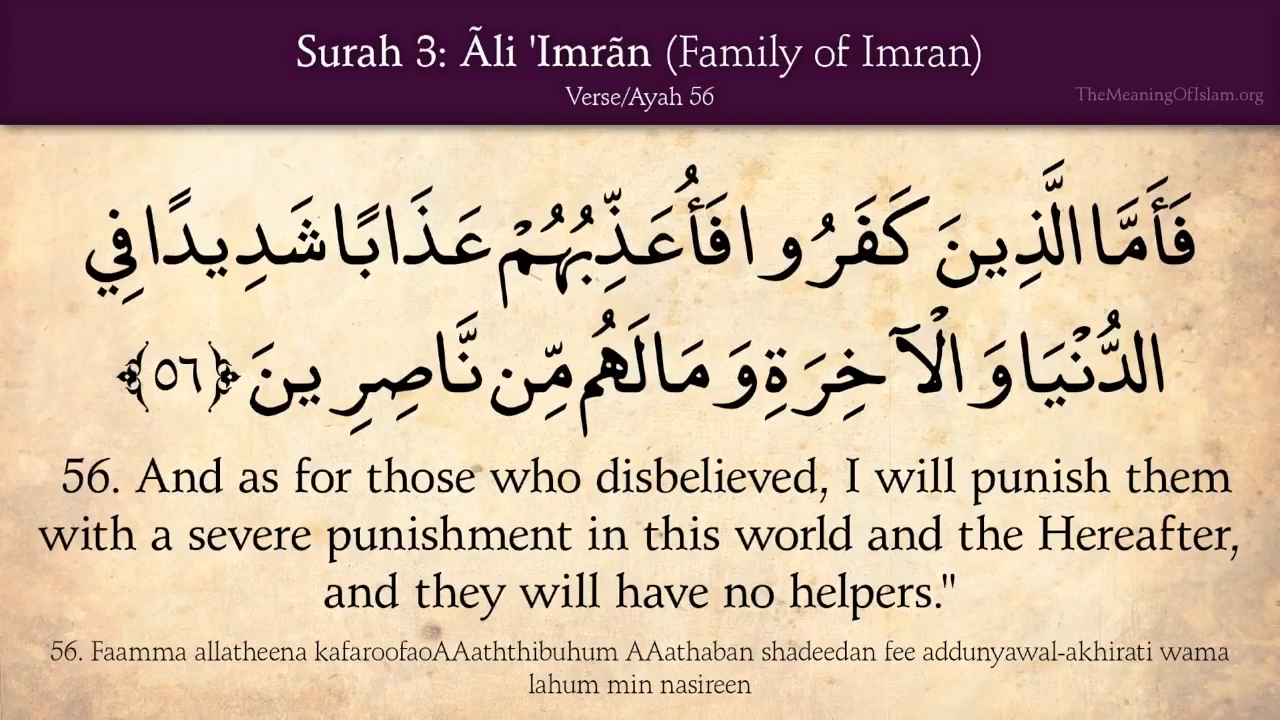 Surah 3: Ãli 'Imrãn (Family of Imran)
Verse/Ayah 56
TheMeaningOfIslam.org
فَأَمَّا الَّذِينَ كَفَرُوا فَأُعَذِّبُهُمْ عَذَابًا شَدِيدًا فِي
الدُّنْيَا وَالْآخِرَةِ وَمَا لَهُم مِّن نَّاصِرِينَ ﴿٥٦﴾
56. And as for those who disbelieved, I will punish them
with a severe punishment in this world and the Hereafter,
and they will have no helpers."
56. Faamma allatheena kafaroofaoAAaththibuhum AAathaban shadeedan fee addunyawal-akhirati wama
lahum min nasireen